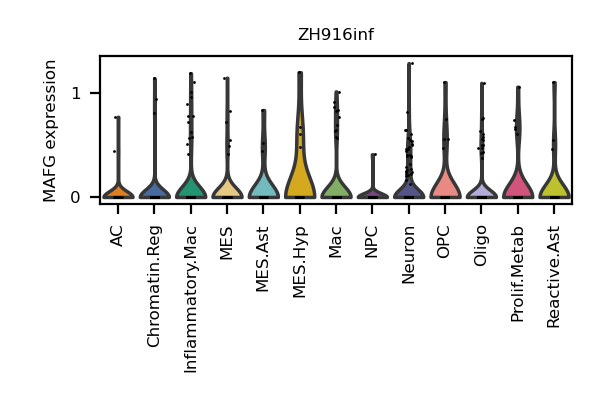 ZH916inf
MAFG expression
1
0
AC
Chromatin.Reg
Inflammatory.Mac
MES
MES.Ast
MES.Hyp
Mac
NPC
Neuron
OPC
Oligo
Prolif.Metab
Reactive.Ast